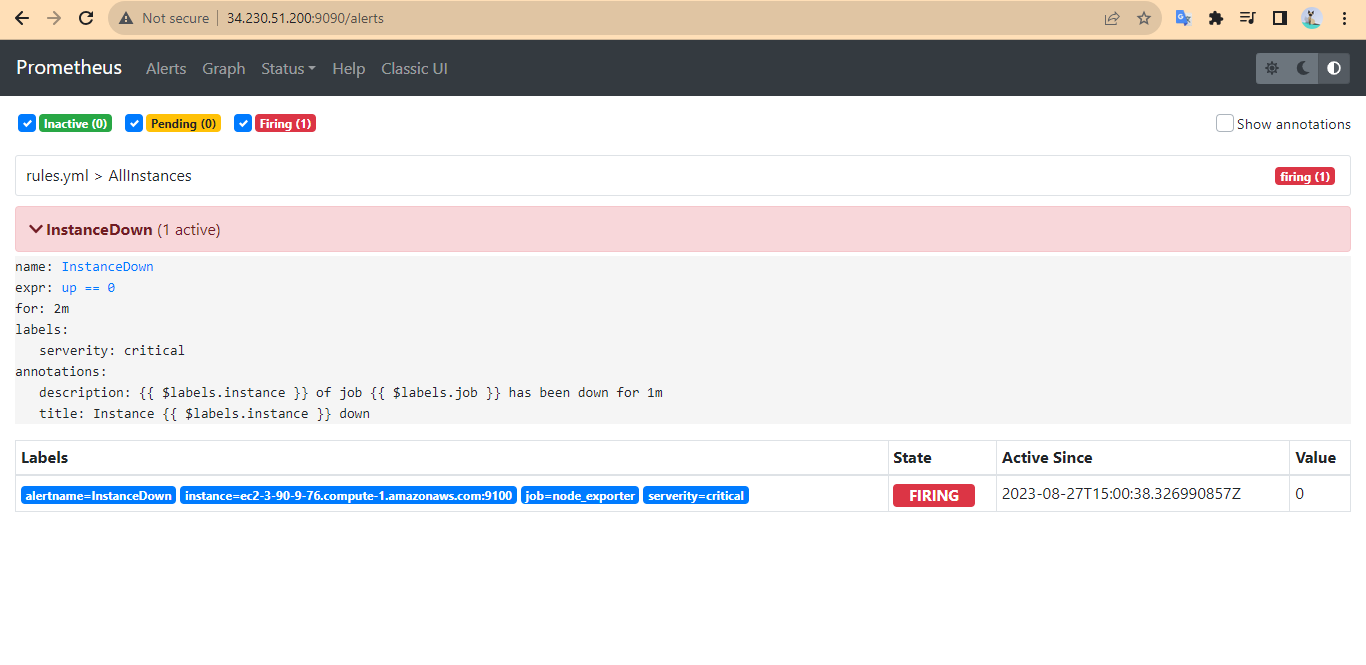 Not secure 34.230.51.200:9090/alerts
Prometheus Alerts Graph Status Help Classic UI
Inactive (0) Pending (0) Firing (1) Show annotations
rules.yml > AllInstances firing (1)
InstanceDown (1 active)
name: InstanceDown
expr: up == 0
for: 2m
labels:
serverity: critical
annotations:
description: {{ $labels.instance }} of job {{ $labels.job }} has been down for 1m
title: Instance {{ $labels.instance }} down
Labels State Active Since Value
alertname=InstanceDown instance=ec2-3-90-9-76.compute-1.amazonaws.com:9100 job=node_exporter serverity=critical FIRING 2023-08-27T15:00:38.326990857Z 0